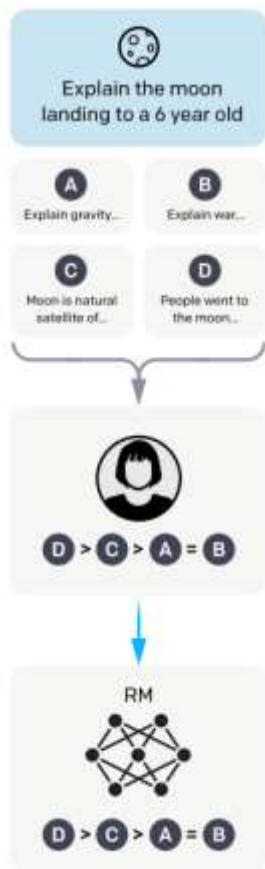 Explain the moon
landing to a 6 year old
A
B
Explain gravity...
Explain war...
C
D
Moon is natural
satellite of...
People went to
the moon...
D > C > A = B
RM
D > C > A = B